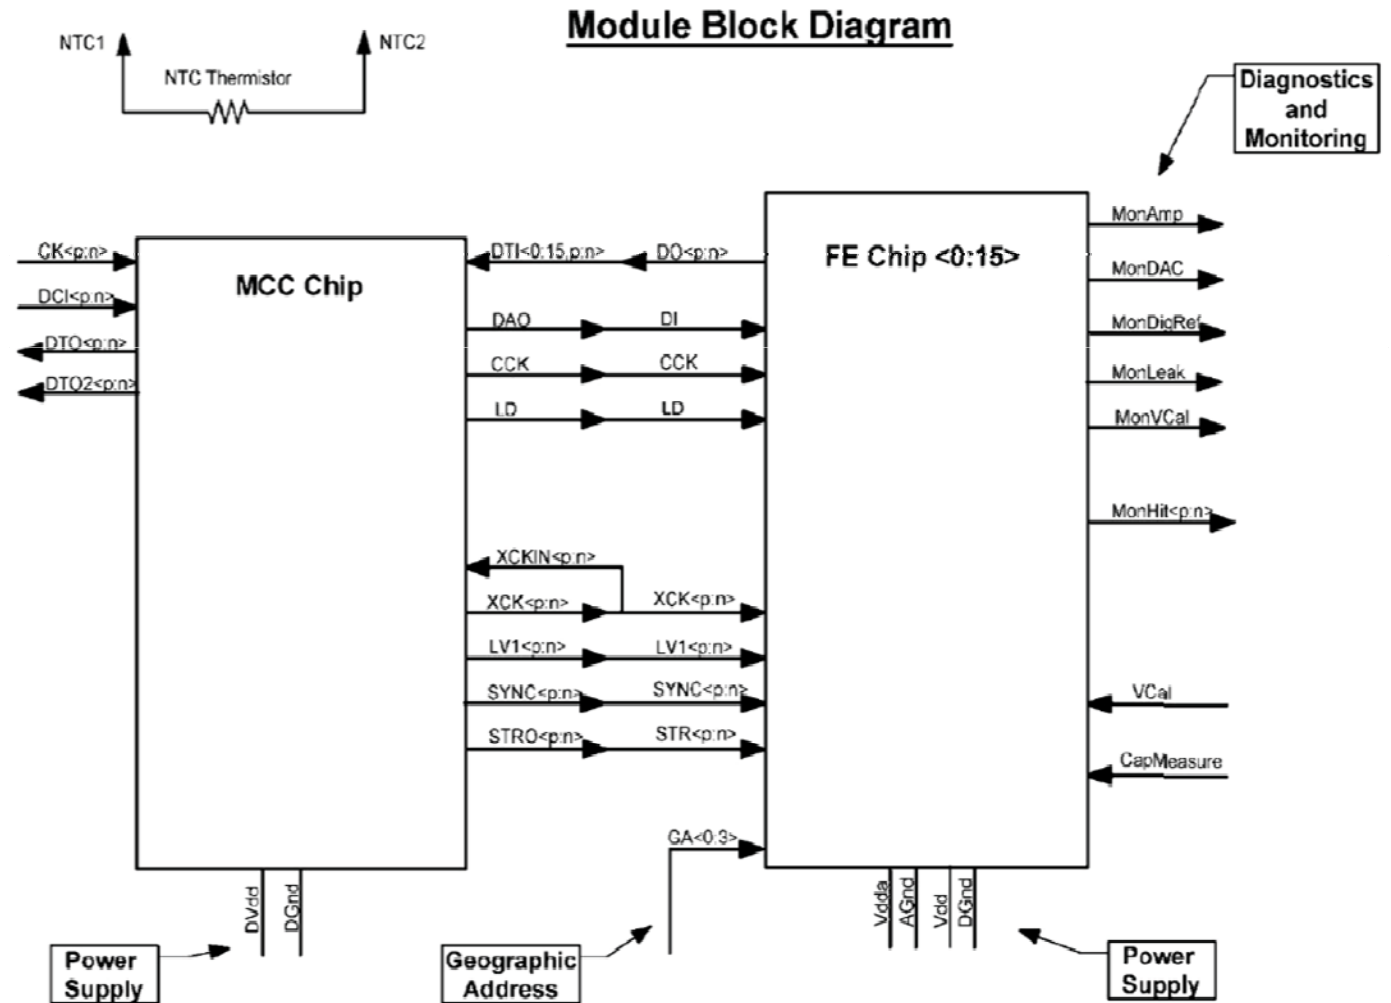 Module Block Diagram
NTC1
NTC2
NTC Thermistor
Diagnostics
and
Monitoring
CK<p:n>
DCI<p:n>
DTO<p:n>
DTO2<p:n>
MCC Chip
DTI<0:15,p:n>
DO<p:n>
DAO
DI
CCK
CCK
LD
LD
XCKIN<p:n>
XCK<p:n>
XCK<p:n>
LV1<p:n>
LV1<p:n>
SYNC<p:n>
SYNC<p:n>
STRO<p:n>
STR<p:n>
GA<0:3>
FE Chip <0:15>
MonAmp
MonDAC
MonDigRef
MonLeak
MonVCal
MonHit<p:n>
VCal
CapMeasure
DVdd
DGnd
Vdda
AGnd
Vdd
DGnd
Power
Supply
Geographic
Address
Power
Supply